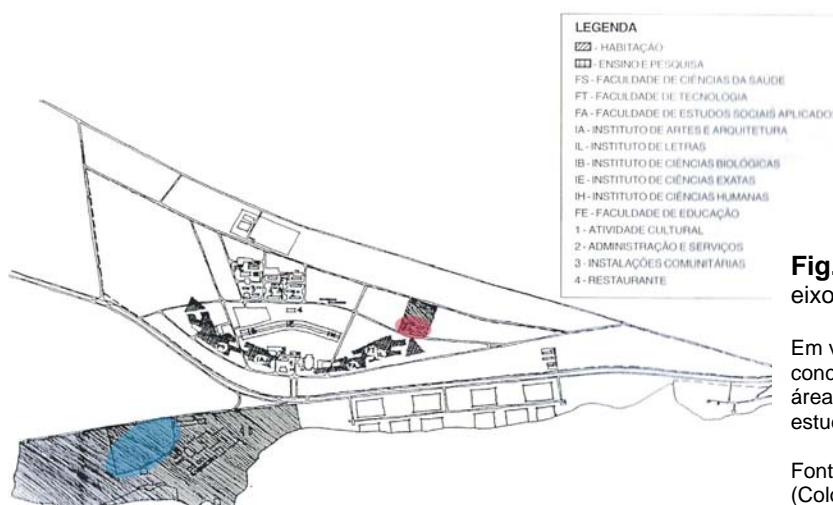 LEGENDA
- HABITAÇÃO
- ENSINO E PESQUISA
FS - FACULDADE DE CIÊNCIAS DA SAÚDE
FT - FACULDADE DE TECNOLOGIA
FA - FACULDADE DE ESTUDOS SOCIAIS APLICADOS
IA - INSTITUTO DE ARTES E ARQUITETURA
IL - INSTITUTO DE LETRAS
IB - INSTITUTO DE CIÊNCIAS BIOLÓGICAS
IE - INSTITUTO DE CIÊNCIAS EXATAS
IH - INSTITUTO DE CIÊNCIAS HUMANAS
FE - FACULDADE DE EDUCAÇÃO
1 - ATIVIDADE CULTURAL
2 - ADMINISTRAÇÃO E SERVIÇOS
3 - INSTALAÇÕES COMUNITÁRIAS
4 - RESTAURANTE
Fig.
eixo
Em v
conc
área
estu
Font
(Colo
4